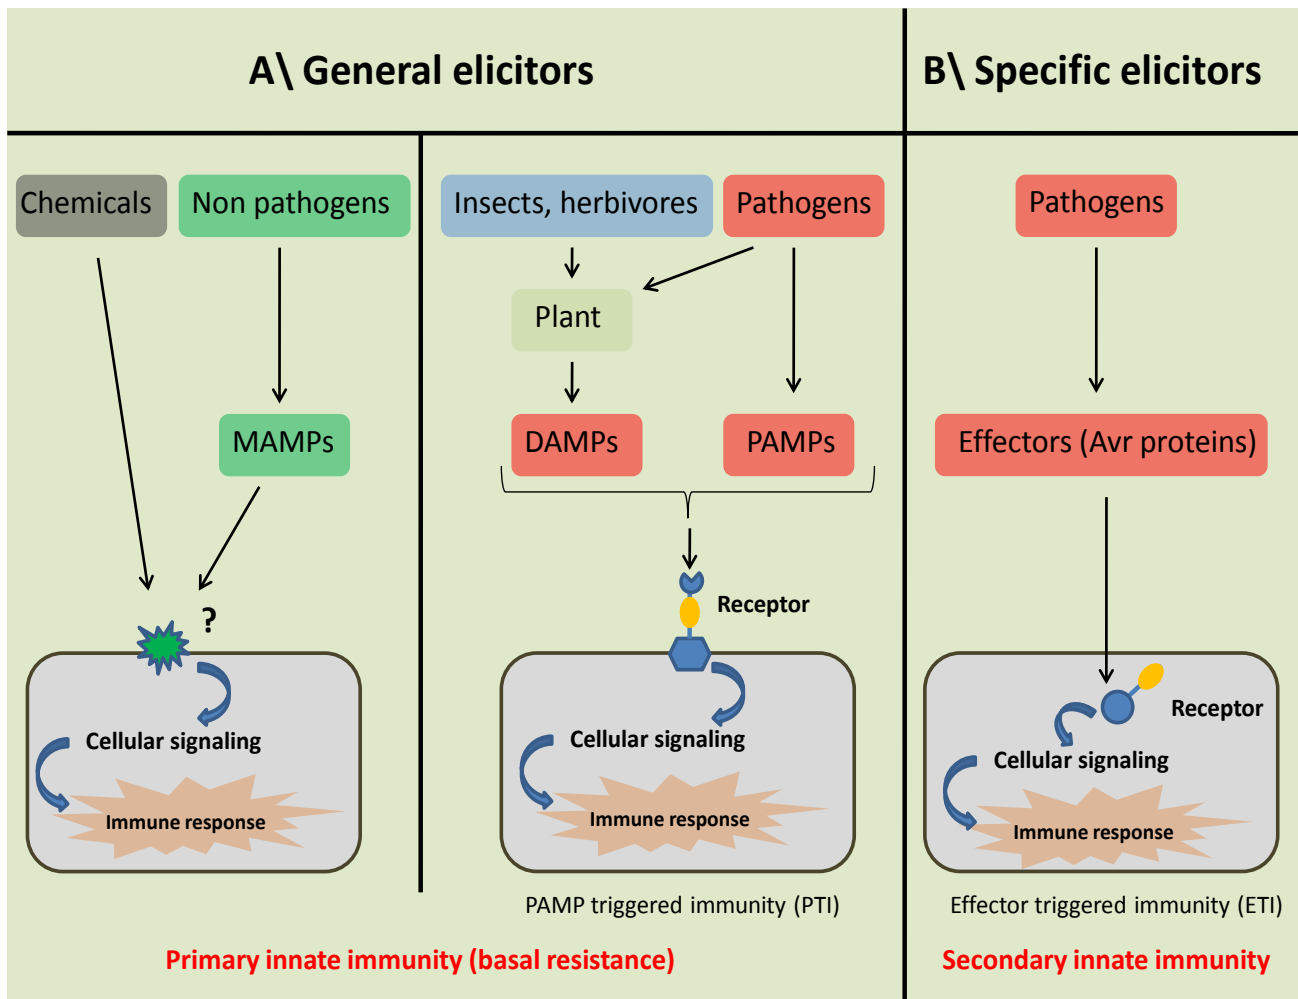 A\ General elicitors
B\ Specific elicitors
Chemicals
Non pathogens
Insects, herbivores
Pathogens
Pathogens
Plant
MAMPs
DAMPs
PAMPs
Effectors (Avr proteins)
?
Receptor
Receptor
Cellular signaling
Cellular signaling
Cellular signaling
Immune response
Immune response
Immune response
PAMP triggered immunity (PTI)
Effector triggered immunity (ETI)
Primary innate immunity (basal resistance)
Secondary innate immunity